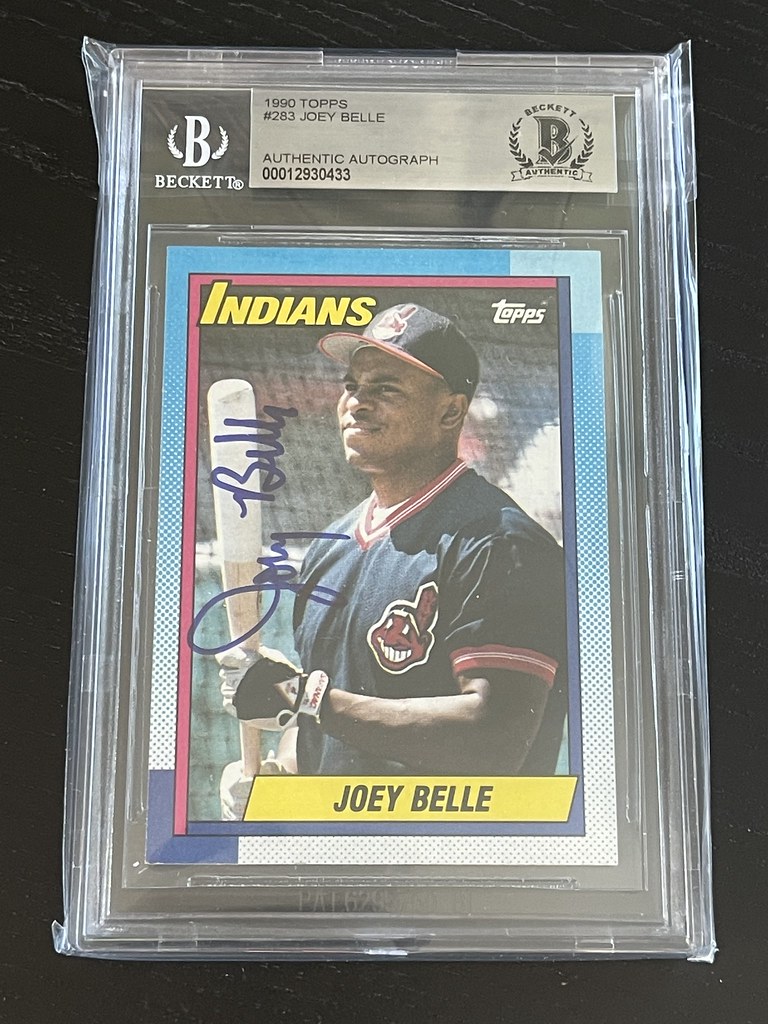 1990 TOPPS
#283 JOEY BELLE
AUTHENTIC AUTOGRAPH
00012930433
B
BECKETT®
BECKETT
B
AUTHENTIC
INDIANS
topps
Joey Belle
JOEY BELLE